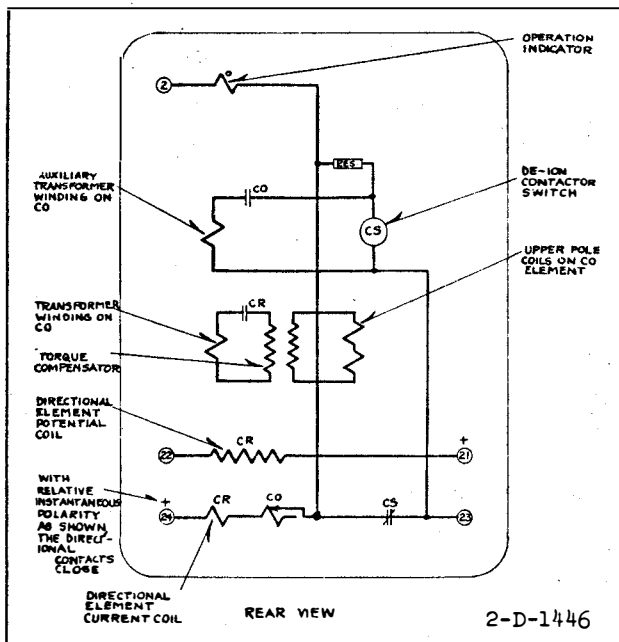 OPERATION
INDICATOR
2
O
RES
AUXILIARY
TRANSFORMER
WINDING ON
CO
CO
DE-ION
CONTACTOR
SWITCH
CS
UPPER POLE
COILS ON CO
ELEMENT
CR
TRANSFORMER
WINDING ON
CO
TORQUE
COMPENSATOR
DIRECTIONAL
ELEMENT
POTENTIAL
COIL
CR
+
22
21
WITH
RELATIVE
INSTANTANEOUS
POLARITY
AS SHOWN,
THE DIRECT-
IONAL
CONTACTS
CLOSE
+
24
CR
CO
CS
23
DIRECTIONAL
ELEMENT
CURRENT COIL
REAR VIEW
2-D-1446